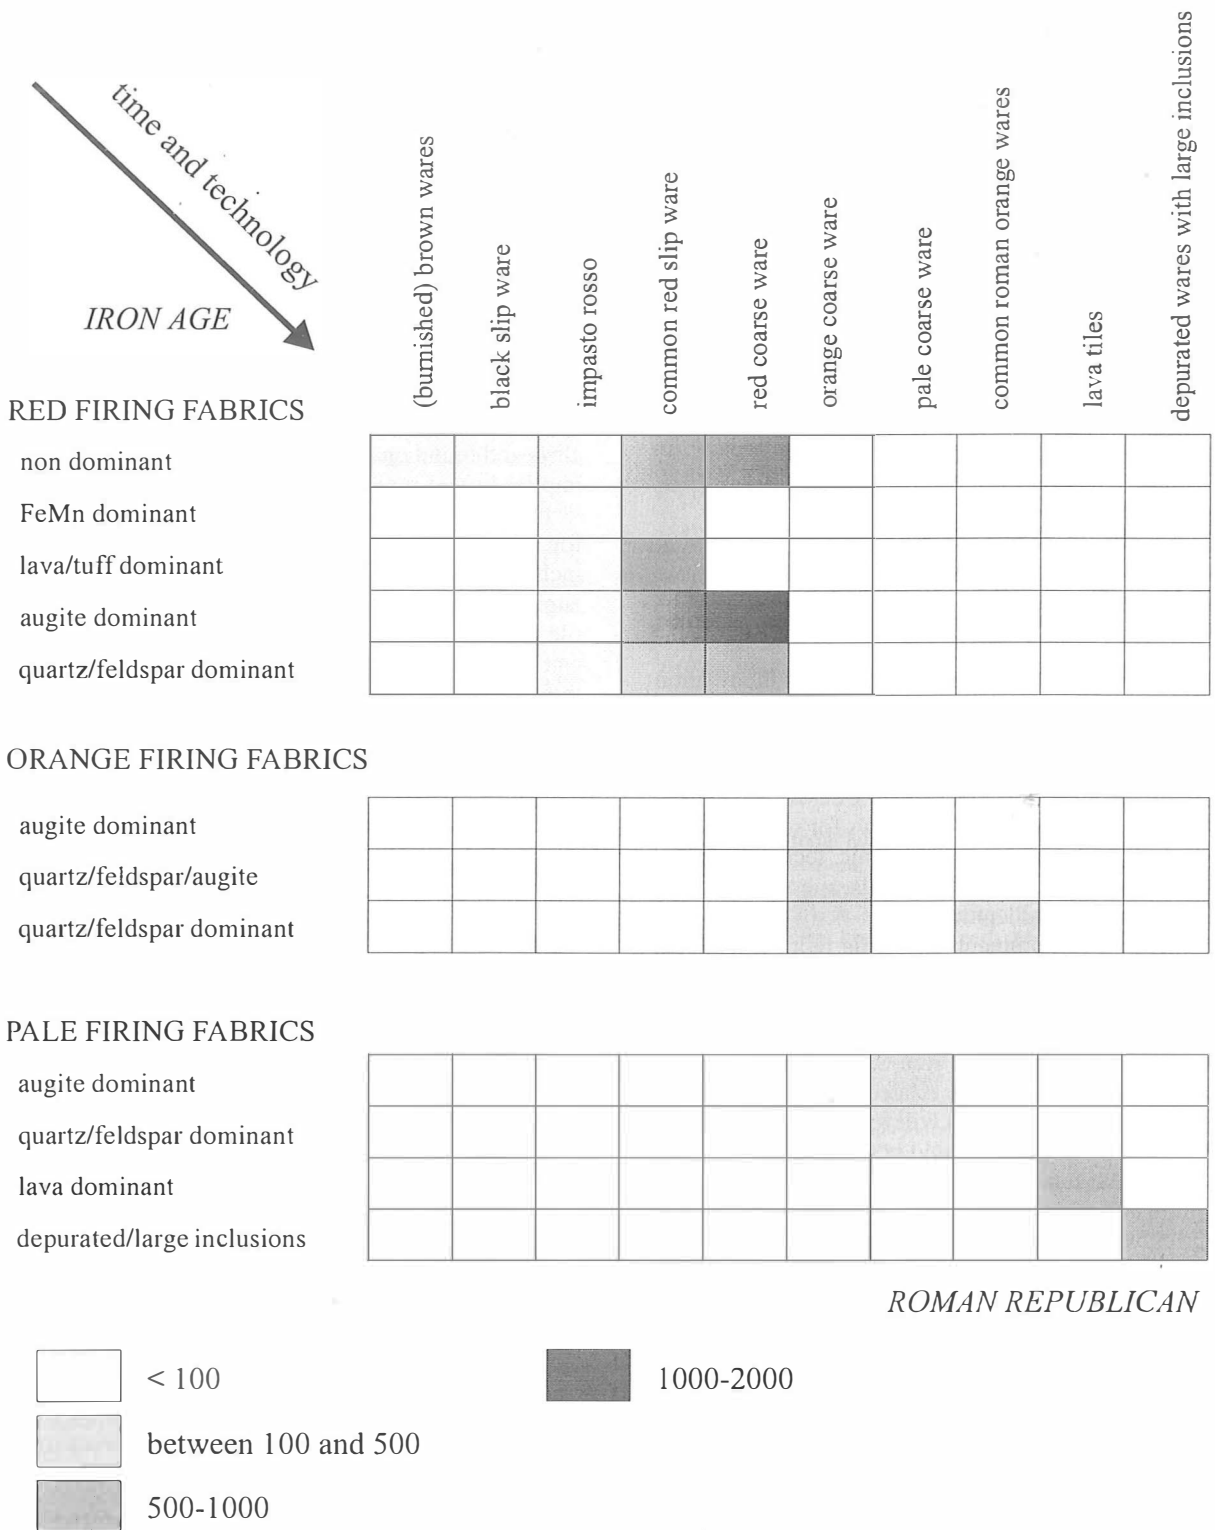 time and technology
IRON AGE
(burnished) brown wares
black slip ware
impasto rosso
common red slip ware
red coarse ware
orange coarse ware
pale coarse ware
common roman orange wares
lava tiles
depurated wares with large inclusions
RED FIRING FABRICS
non dominant
FeMn dominant
lava/tuff dominant
augite dominant
quartz/feldspar dominant
ORANGE FIRING FABRICS
augite dominant
quartz/feldspar/augite
quartz/feldspar dominant
PALE FIRING FABRICS
augite dominant
quartz/feldspar dominant
lava dominant
depurated/large inclusions
ROMAN REPUBLICAN
< 100
1000-2000
between 100 and 500
500-1000